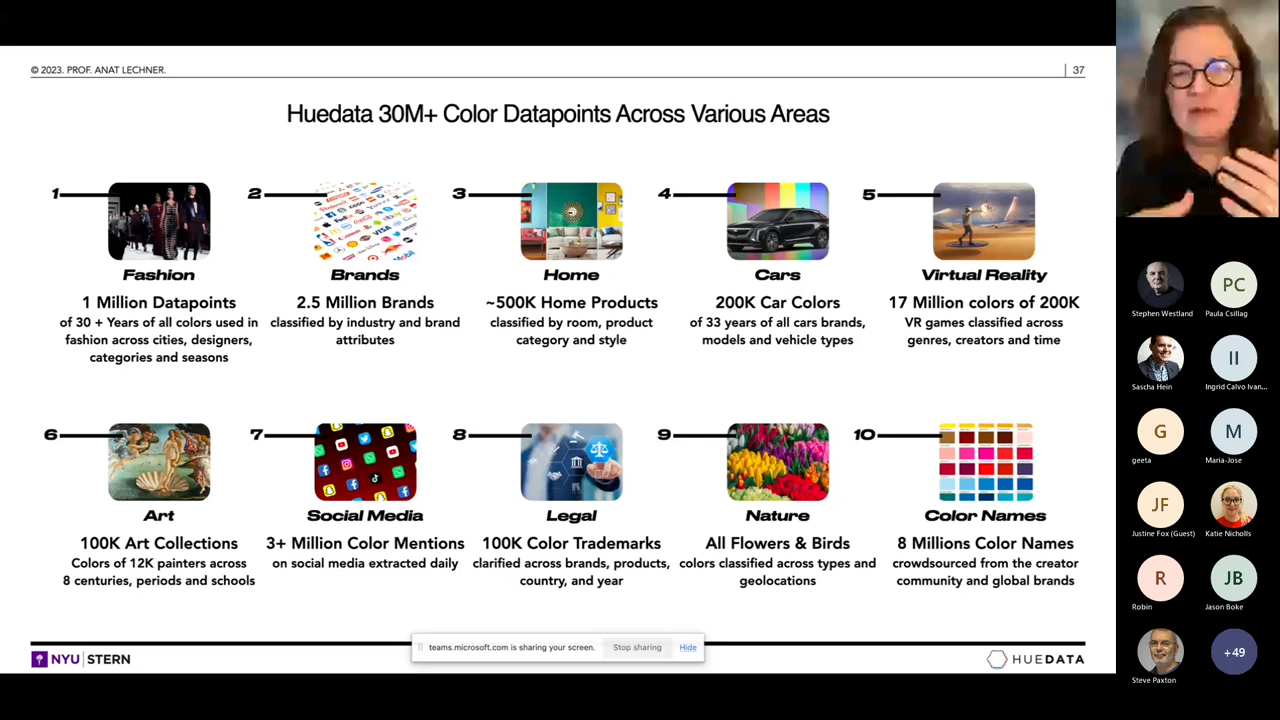 © 2023. PROF. ANAT LECHNER.
37
Huedata 30M+ Color Datapoints Across Various Areas
1
Fashion
1 Million Datapoints
of 30 + Years of all colors used in
fashion across cities, designers,
categories and seasons
2
Brands
2.5 Million Brands
classified by industry and brand
attributes
3
Home
~500K Home Products
classified by room, product
category and style
4
Cars
200K Car Colors
of 33 years of all cars brands,
models and vehicle types
5
Virtual Reality
17 Million colors of 200K
VR games classified across
genres, creators and time
6
Art
100K Art Collections
Colors of 12K painters across
8 centuries, periods and schools
7
Social Media
3+ Million Color Mentions
on social media extracted daily
8
Legal
100K Color Trademarks
clarified across brands, products,
country, and year
9
Nature
All Flowers & Birds
colors classified across types and
geolocations
10
Color Names
8 Millions Color Names
crowdsourced from the creator
community and global brands
NYU STERN
teams.microsoft.com is sharing your screen.
Stop sharing
Hide
HUEDATA
Stephen Westland
PC
Paula Csillag
Sascha Hein
II
Ingrid Calvo Ivan...
G
geeta
M
Maria-Jose
JF
Justine Fox (Guest)
Katie Nicholls
R
Robin
JB
Jason Boke
Steve Paxton
+49